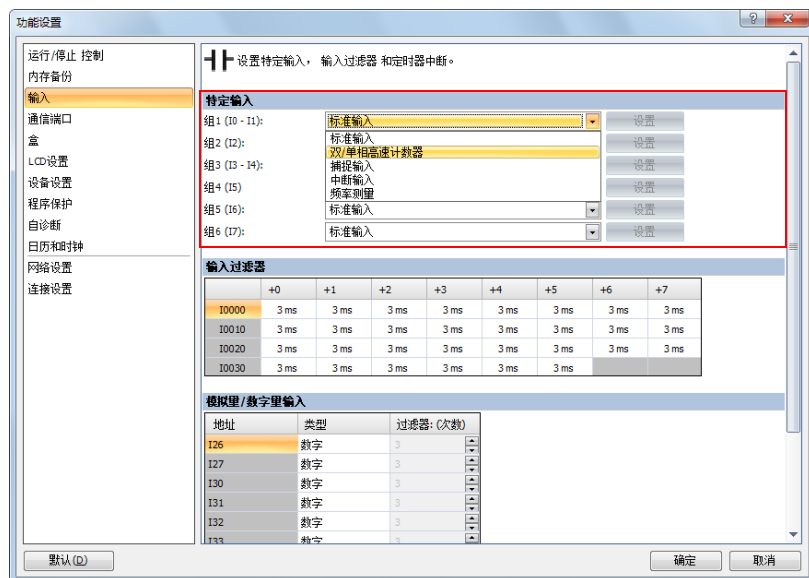 功能设置
运行/停止 控制
内存备份
输入
通信端口
盒
LCD设置
设备设置
程序保护
自诊断
日历和时钟
网络设置
连接设置
设置特定输入， 输入过滤器 和定时器中断。
特定输入
组1 (I0 - I1): 标准输入 设置
标准输入
双/单相高速计数器
捕捉输入
中断输入
频率测量
组2 (I2): 设置
组3 (I3 - I4): 设置
组4 (I5) 设置
组5 (I6): 标准输入 设置
组6 (I7): 标准输入 设置
输入过滤器
+0 +1 +2 +3 +4 +5 +6 +7
I0000 3 ms 3 ms 3 ms 3 ms 3 ms 3 ms 3 ms 3 ms
I0010 3 ms 3 ms 3 ms 3 ms 3 ms 3 ms 3 ms 3 ms
I0020 3 ms 3 ms 3 ms 3 ms 3 ms 3 ms 3 ms 3 ms
I0030 3 ms 3 ms 3 ms 3 ms 3 ms 3 ms
模拟里/数字里输入
地址 类型 过滤器: (次数)
I26 数字 3
I27 数字 3
I30 数字 3
I31 数字 3
I32 数字 3
I33 数字 3
默认(D) 确定 取消